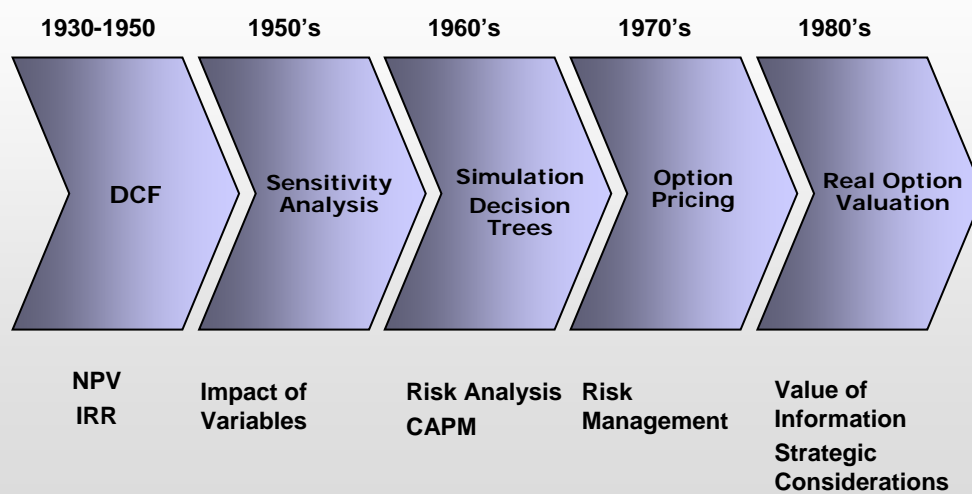 1930-1950
1950’s
1960’s
1970’s
1980’s
DCF
Sensitivity
Analysis
Simulation
Decision
Trees
Option
Pricing
Real Option
Valuation
NPV
IRR
Impact of
Variables
Risk Analysis
CAPM
Risk
Management
Value of
Information
Strategic
Considerations